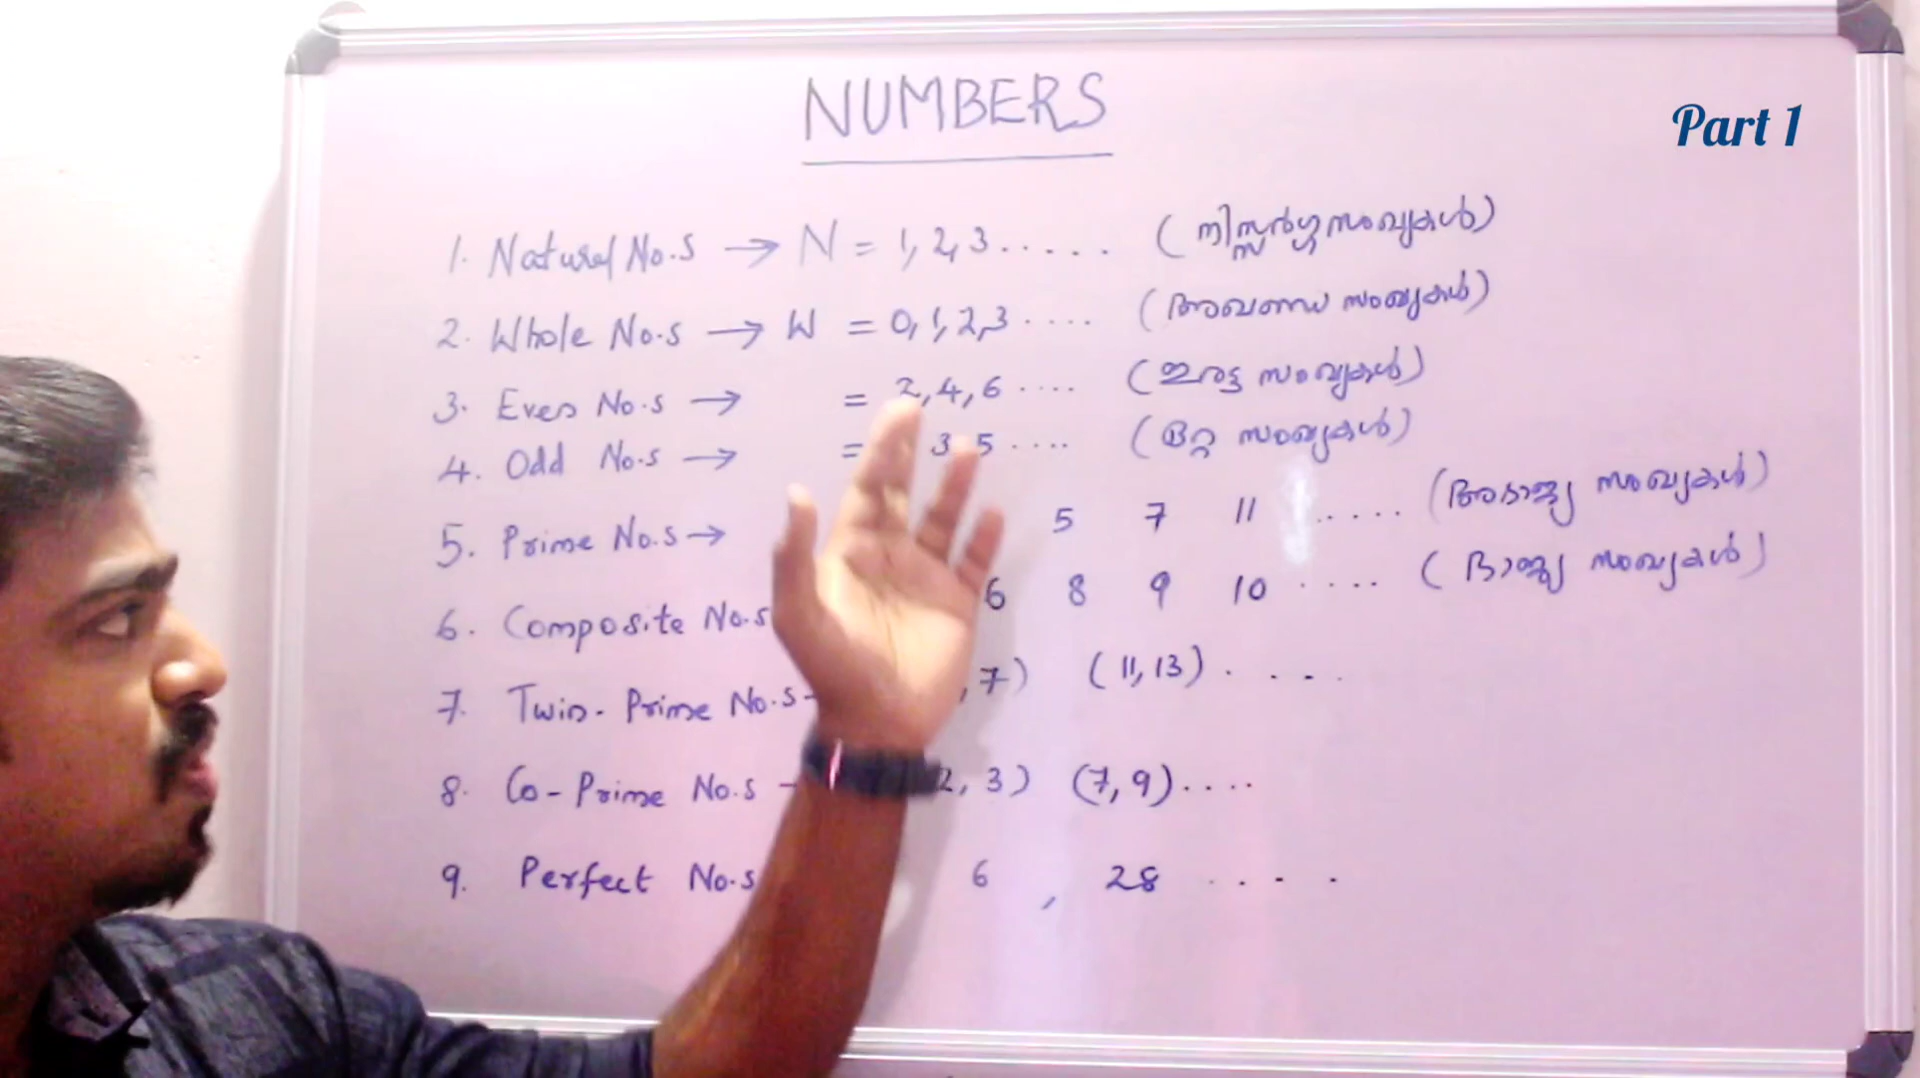 NUMBERS
Part 1
1. Natural No.s → N = 1, 2, 3 ..... (നിസ്സർഗ്ഗസംഖ്യകൾ)
2. Whole No.s → W = 0, 1, 2, 3 .... (അഖണ്ഡ സംഖ്യകൾ)
3. Even No.s → = 2, 4, 6 .... (ഇരട്ട സംഖ്യകൾ)
4. Odd No.s → = 3 5 .... (ഒറ്റ സംഖ്യകൾ)
5. Prime No.s → 5 7 11 ..... (അഭാജ്യ സംഖ്യകൾ)
6. Composite No.s 6 8 9 10 .... (ഭാജ്യ സംഖ്യകൾ)
7. Twin-Prime No.s - , 7) (11, 13) ....
8. Co-Prime No.s - 2, 3) (7, 9) ....
9. Perfect No.s 6 , 28 ....